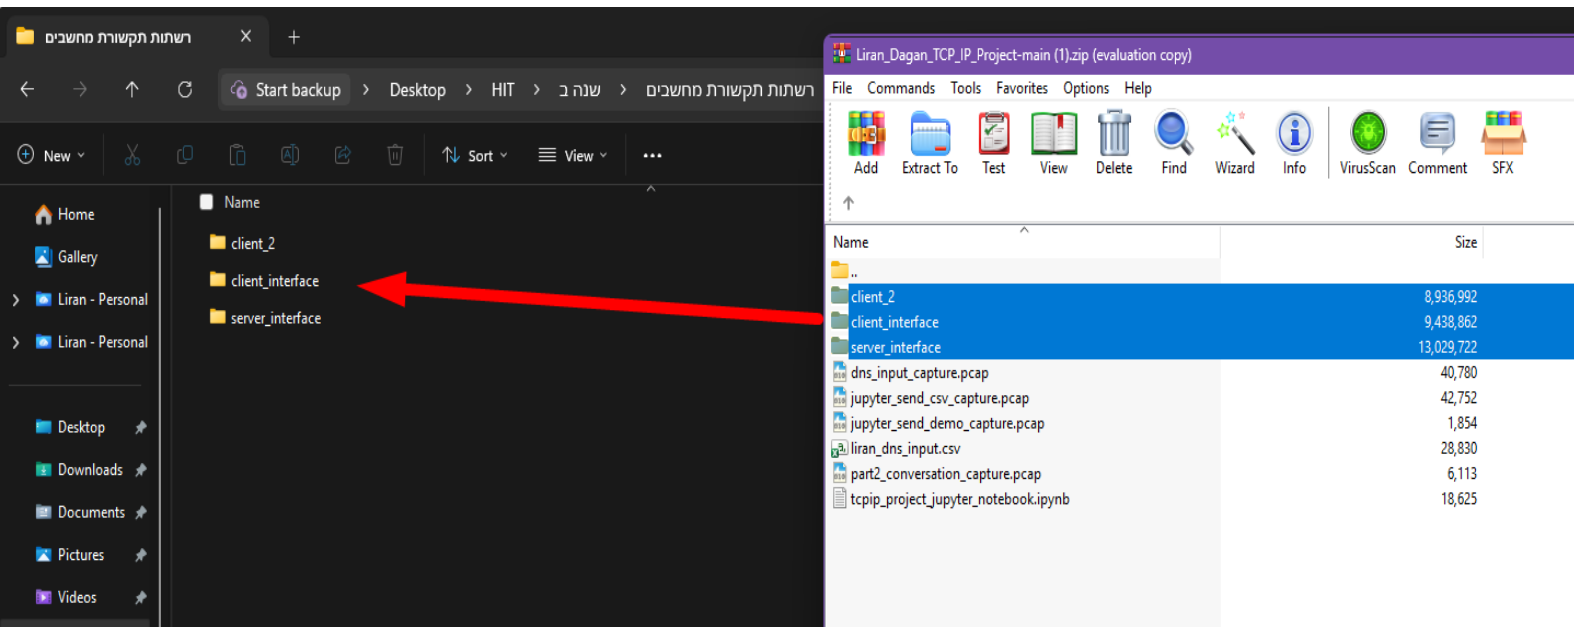 רשתות תקשורת מחשבים
Start backup > Desktop > HIT > שנה ב > רשתות תקשורת מחשבים
New
Sort
View
Name
Home
Gallery
Liran - Personal
Liran - Personal
Desktop
Downloads
Documents
Pictures
Videos
client_2
client_interface
server_interface
Liran_Dagan_TCP_IP_Project-main (1).zip (evaluation copy)
File Commands Tools Favorites Options Help
Add Extract To Test View Delete Find Wizard Info VirusScan Comment SFX
Name Size
..
client_2 8,936,992
client_interface 9,438,862
server_interface 13,029,722
dns_input_capture.pcap 40,780
jupyter_send_csv_capture.pcap 42,752
jupyter_send_demo_capture.pcap 1,854
liran_dns_input.csv 28,830
part2_conversation_capture.pcap 6,113
tcpip_project_jupyter_notebook.ipynb 18,625